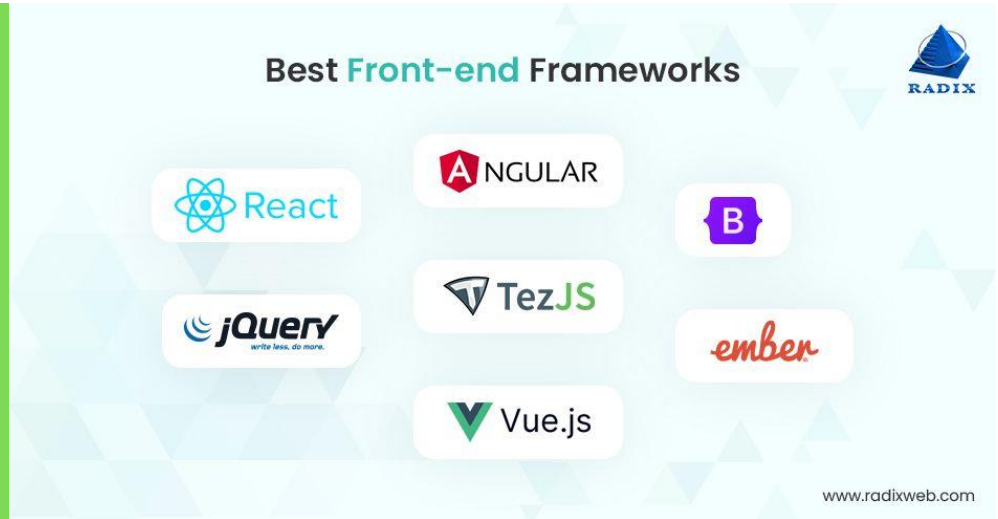 Best Front-end Frameworks
RADIX
React
ANGULAR
B
jQuery
write less, do more.
TezJS
ember
Vue.js
www.radixweb.com